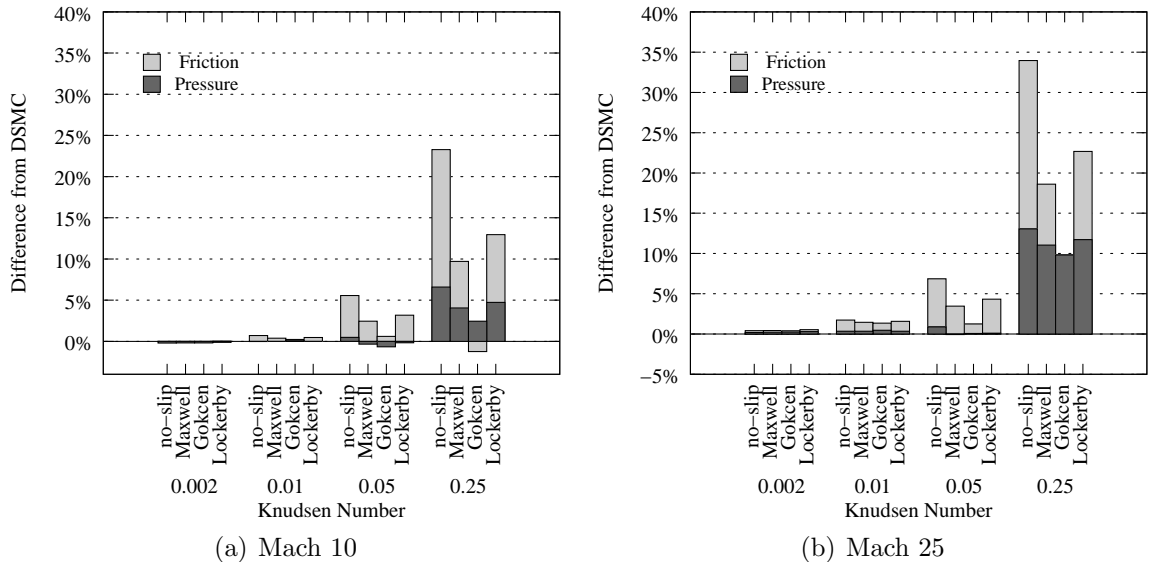 40%
35%
30%
25%
20%
15%
10%
5%
0%
Difference from DSMC
Friction
Pressure
no−slip
Maxwell
Gokcen
Lockerby
no−slip
Maxwell
Gokcen
Lockerby
no−slip
Maxwell
Gokcen
Lockerby
no−slip
Maxwell
Gokcen
Lockerby
0.002 0.01 0.05 0.25
Knudsen Number
(a) Mach 10
40%
35%
30%
25%
20%
15%
10%
5%
0%
−5%
Difference from DSMC
Friction
Pressure
no−slip
Maxwell
Gokcen
Lockerby
no−slip
Maxwell
Gokcen
Lockerby
no−slip
Maxwell
Gokcen
Lockerby
no−slip
Maxwell
Gokcen
Lockerby
0.002 0.01 0.05 0.25
Knudsen Number
(b) Mach 25